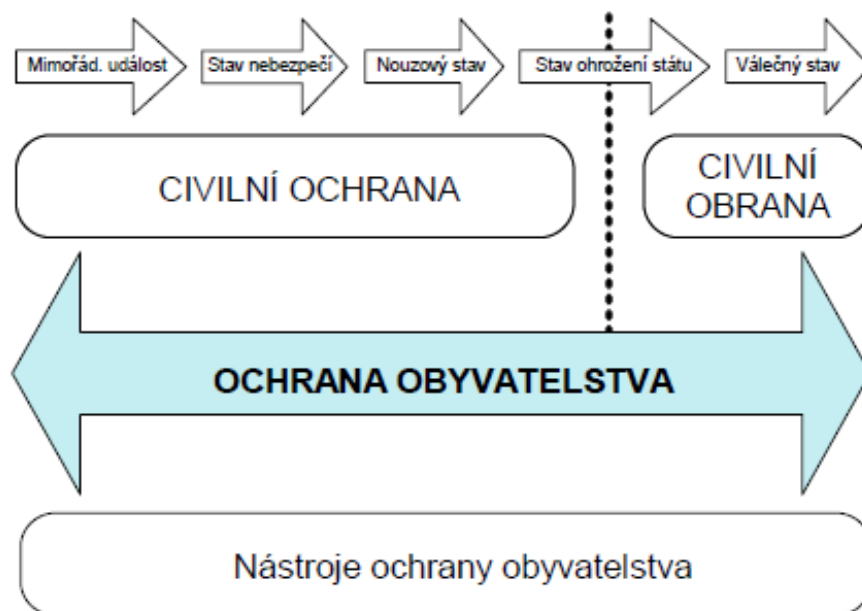 Mimořád. událost
Stav nebezpečí
Nouzový stav
Stav ohrožení státu
Válečný stav
CIVILNÍ OCHRANA
CIVILNÍ
OBRANA
OCHRANA OBYVATELSTVA
Nástroje ochrany obyvatelstva